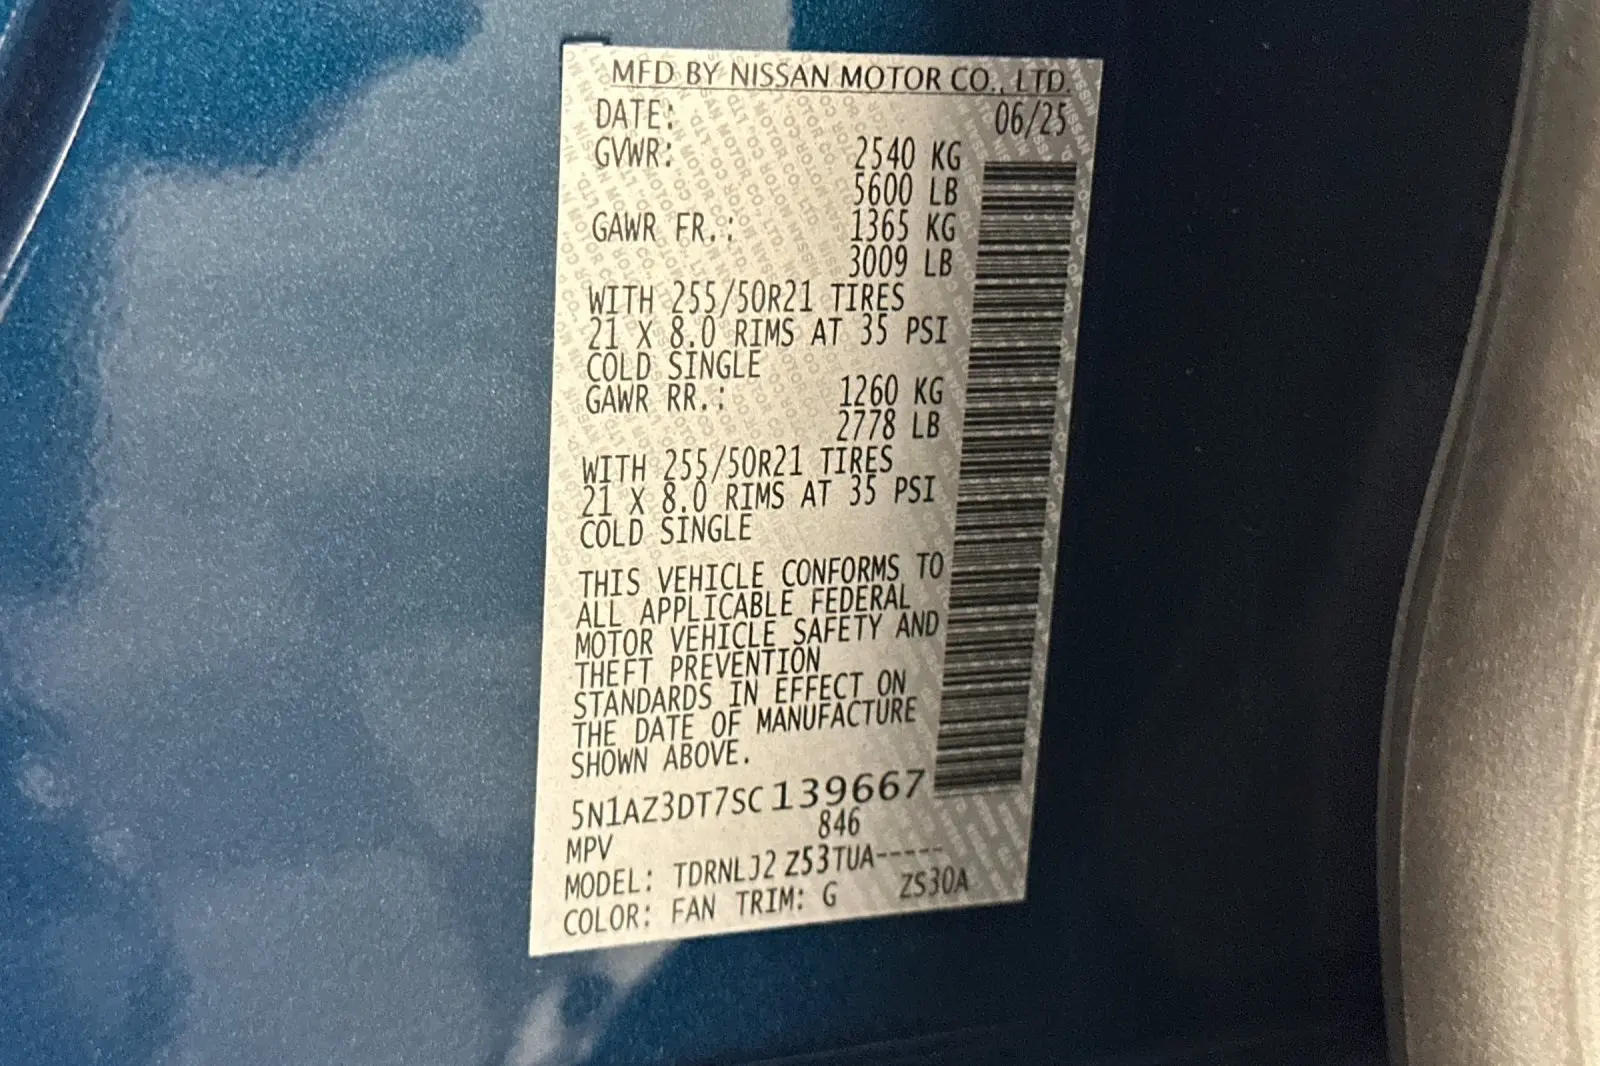 MFD BY NISSAN MOTOR CO., LTD.
DATE: 06/25
GVWR: 2540 KG
5600 LB
GAWR FR.: 1365 KG
3009 LB
WITH 255/50R21 TIRES
21 X 8.0 RIMS AT 35 PSI
COLD SINGLE
GAWR RR.: 1260 KG
2778 LB
WITH 255/50R21 TIRES
21 X 8.0 RIMS AT 35 PSI
COLD SINGLE
THIS VEHICLE CONFORMS TO
ALL APPLICABLE FEDERAL
MOTOR VEHICLE SAFETY AND
THEFT PREVENTION
STANDARDS IN EFFECT ON
THE DATE OF MANUFACTURE
SHOWN ABOVE.
5N1AZ3DT7SC139667
MPV 846
MODEL: TDRNLJ2 Z53TUA-----
COLOR: FAN TRIM: G ZS30A